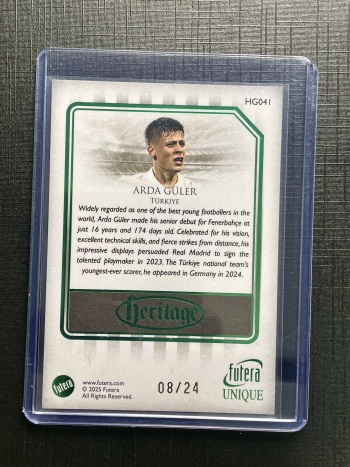 HG041
ARDA GÜLER
TÜRKIYE
Widely regarded as one of the best young footballers in the
world, Arda Güler made his senior debut for Fenerbahçe at
just 16 years and 174 days old. Celebrated for his vision,
excellent technical skills, and fierce strikes from distance, his
impressive displays persuaded Real Madrid to sign the
talented playmaker in 2023. The Türkiye national team's
youngest-ever scorer, he appeared in Germany in 2024.
Heritage
futera
www.futera.com
© 2025 Futera
All Rights Reserved.
08/24
futera
UNIQUE